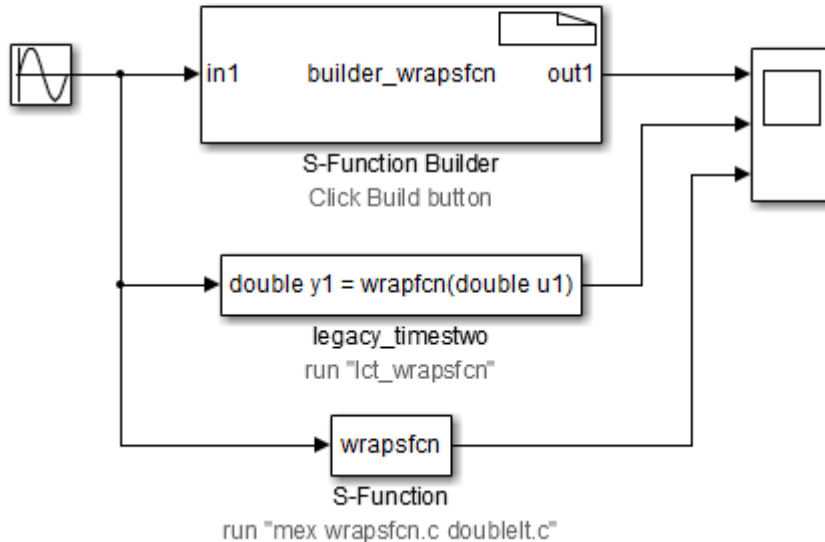 in1 builder_wrapsfcn out1
S-Function Builder
Click Build button
double y1 = wrapfcn(double u1)
legacy_timestwo
run "lct_wrapsfcn"
wrapsfcn
S-Function
run "mex wrapsfcn.c doubleIt.c"